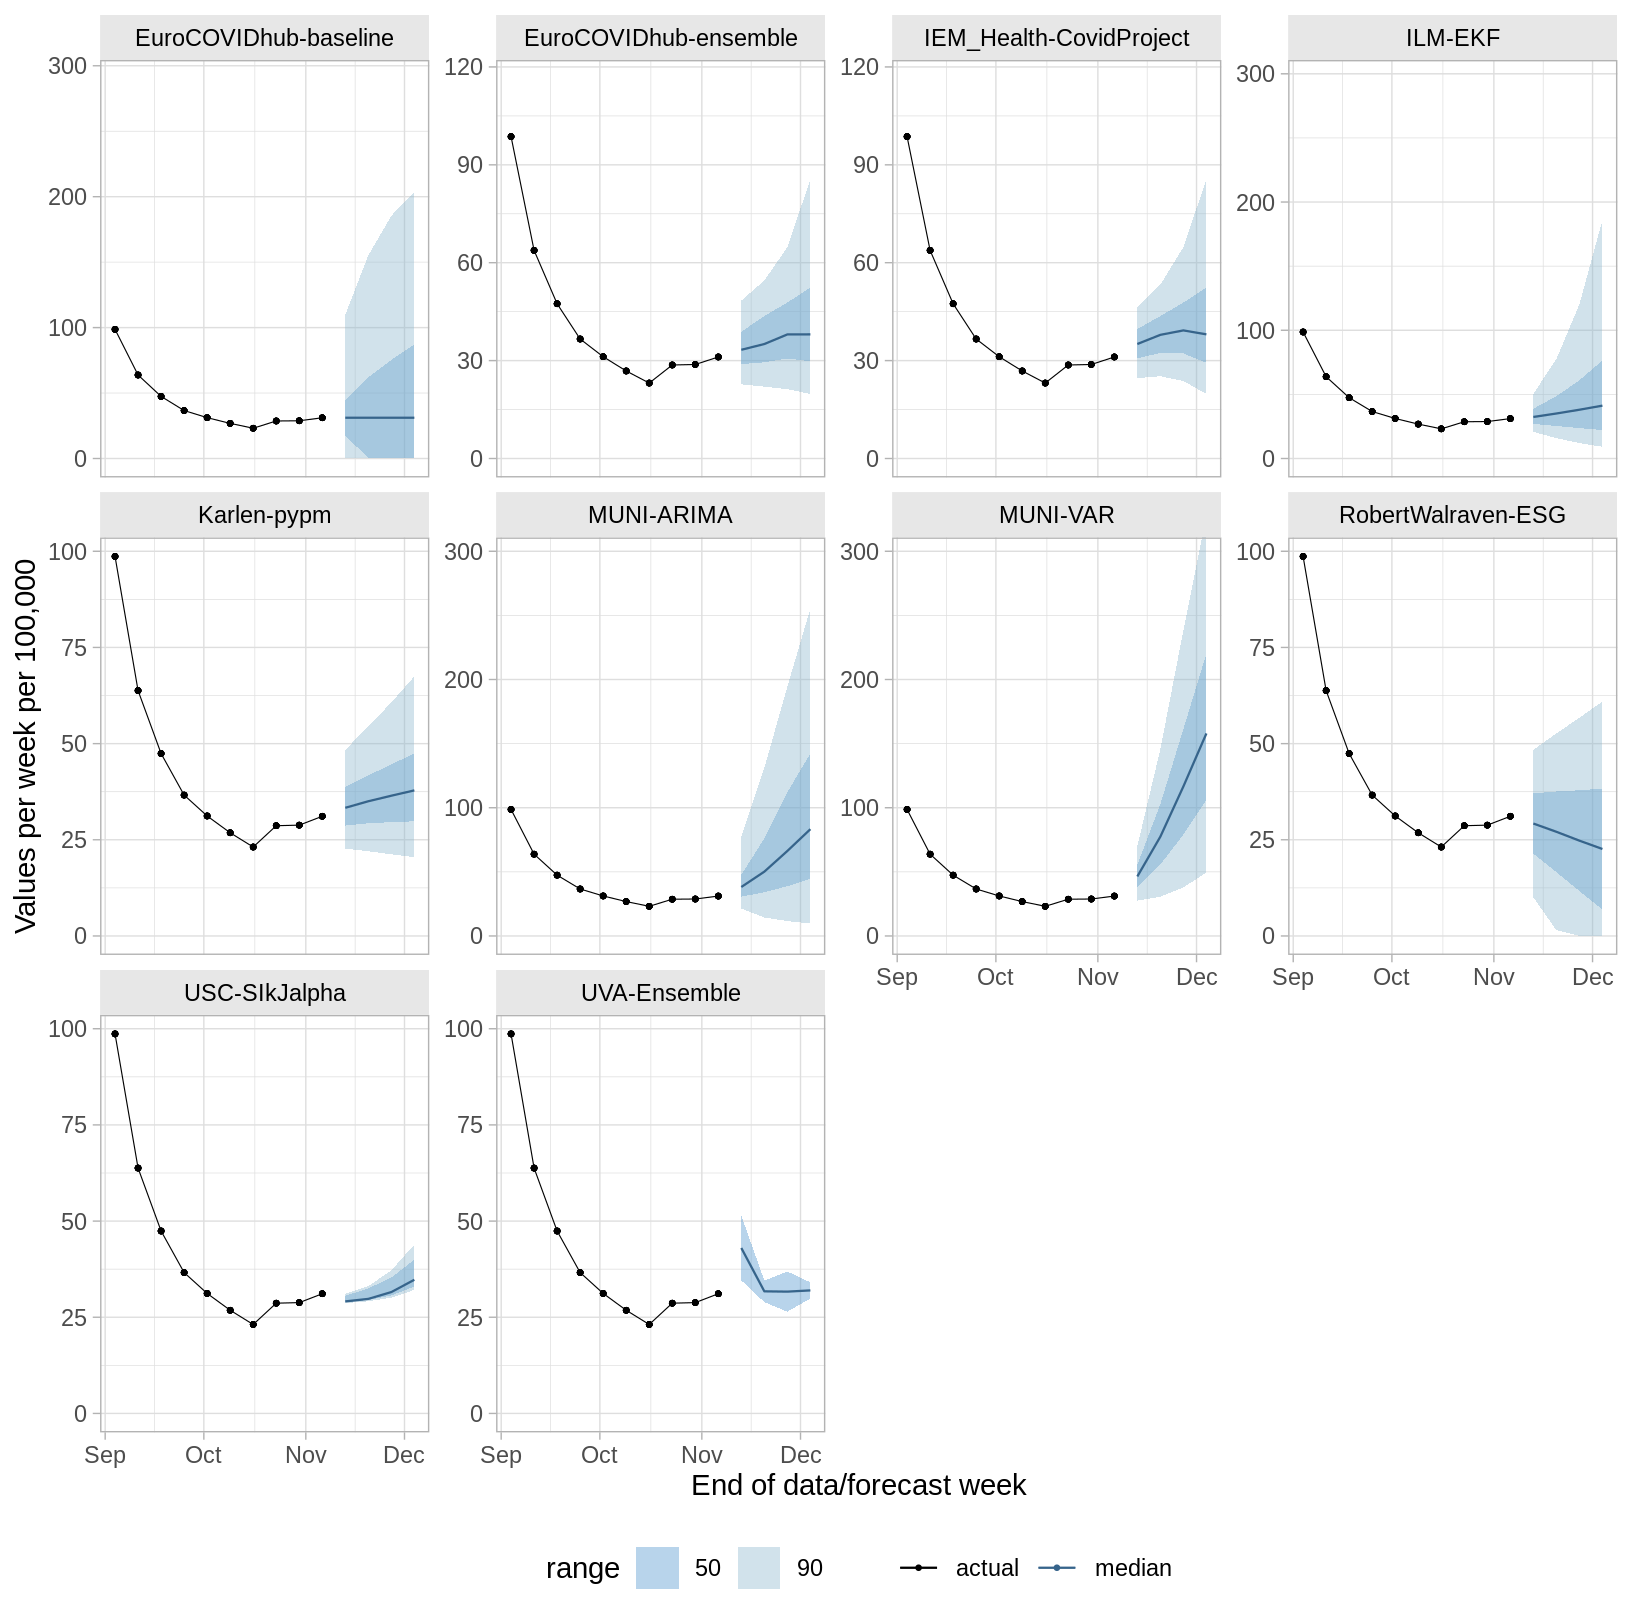 EuroCOVIDhub-baseline EuroCOVIDhub-ensemble IEM_Health-CovidProject ILM-EKF
300 120 120 300
90 90
200 200
60 60
100 100
30 30
0 0 0 0
Karlen-pypm MUNI-ARIMA MUNI-VAR RobertWalraven-ESG
100 300 300 100
75 75
200 200
50 50
100 100
25 25
0 0 0 0
Sep Oct Nov Dec Sep Oct Nov Dec
Values per week per 100,000
USC-SIkJalpha UVA-Ensemble
100 100
75 75
50 50
25 25
0 0
Sep Oct Nov Dec Sep Oct Nov Dec
End of data/forecast week
range 50 90 actual median